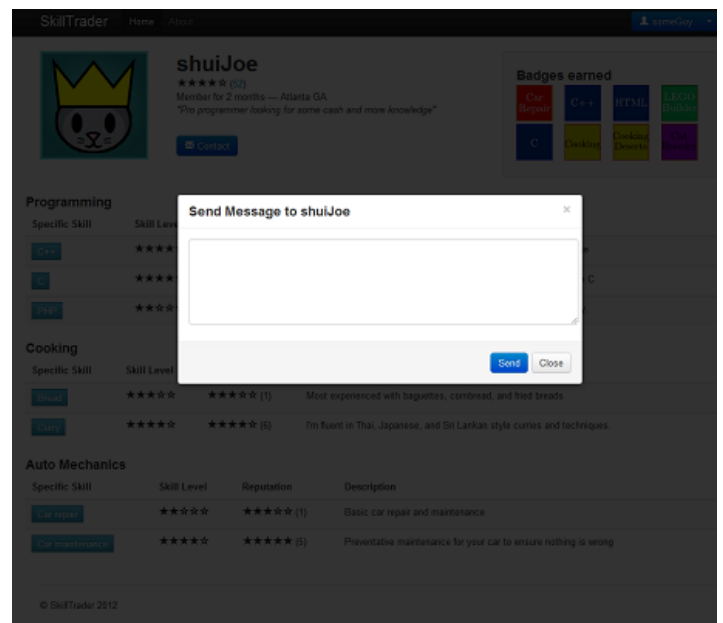 SkillTrader Home About someGuy
shuiJoe
★★★★☆ (52)
Member for 2 months — Atlanta GA
"I'm programmer looking for some cash and more knowledge"
Contact
Badges earned
Car Repair C++ HTML LEGO Builder
C Cooking Cooking Deserts
Programming
Specific Skill Skill Leve
C++ ★★★★
C ★★★★ C
PHP ★★☆☆
Send Message to shuiJoe ×
Send Close
Cooking
Specific Skill Skill Level
Bread ★★★☆☆ ★★★☆☆ (1) Most experienced with baguettes, cornbread, and fried breads
Curry ★★★★☆ ★★★★☆ (6) I'm fluent in Thai, Japanese, and Sri Lankan style curries and techniques.
Auto Mechanics
Specific Skill Skill Level Reputation Description
Car repair ★★☆☆☆ ★★★☆☆ (1) Basic car repair and maintenance
Car maintenance ★★★★☆ ★★★★★ (5) Preventative maintenance for your car to ensure nothing is wrong
© SkillTrader 2012